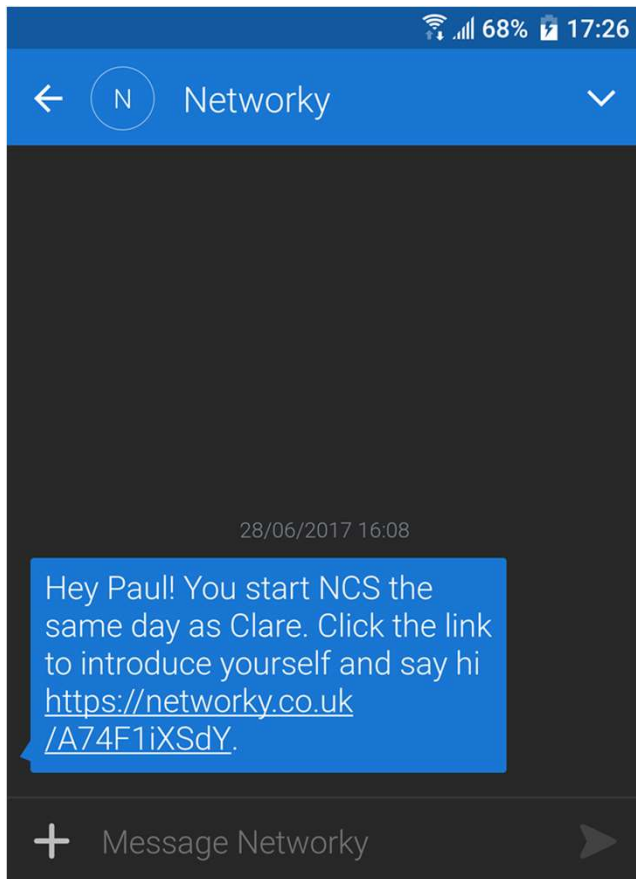 68% 17:26
N Networky
28/06/2017 16:08
Hey Paul! You start NCS the
same day as Clare. Click the link
to introduce yourself and say hi
https://networky.co.uk
/A74F1iXSdY.
Message Networky